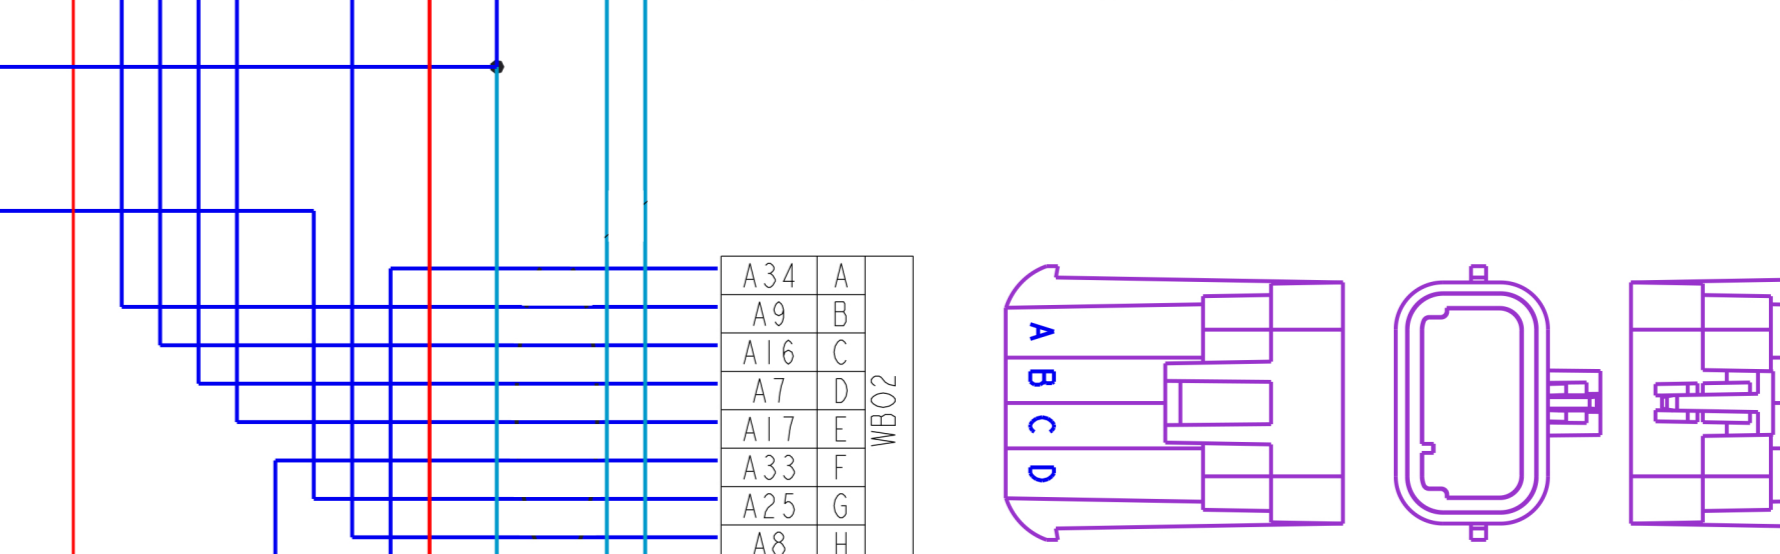 A34 A
A9 B
A16 C
A7 D
A17 E
A33 F
A25 G
A8 H
WB02
A
B
C
D